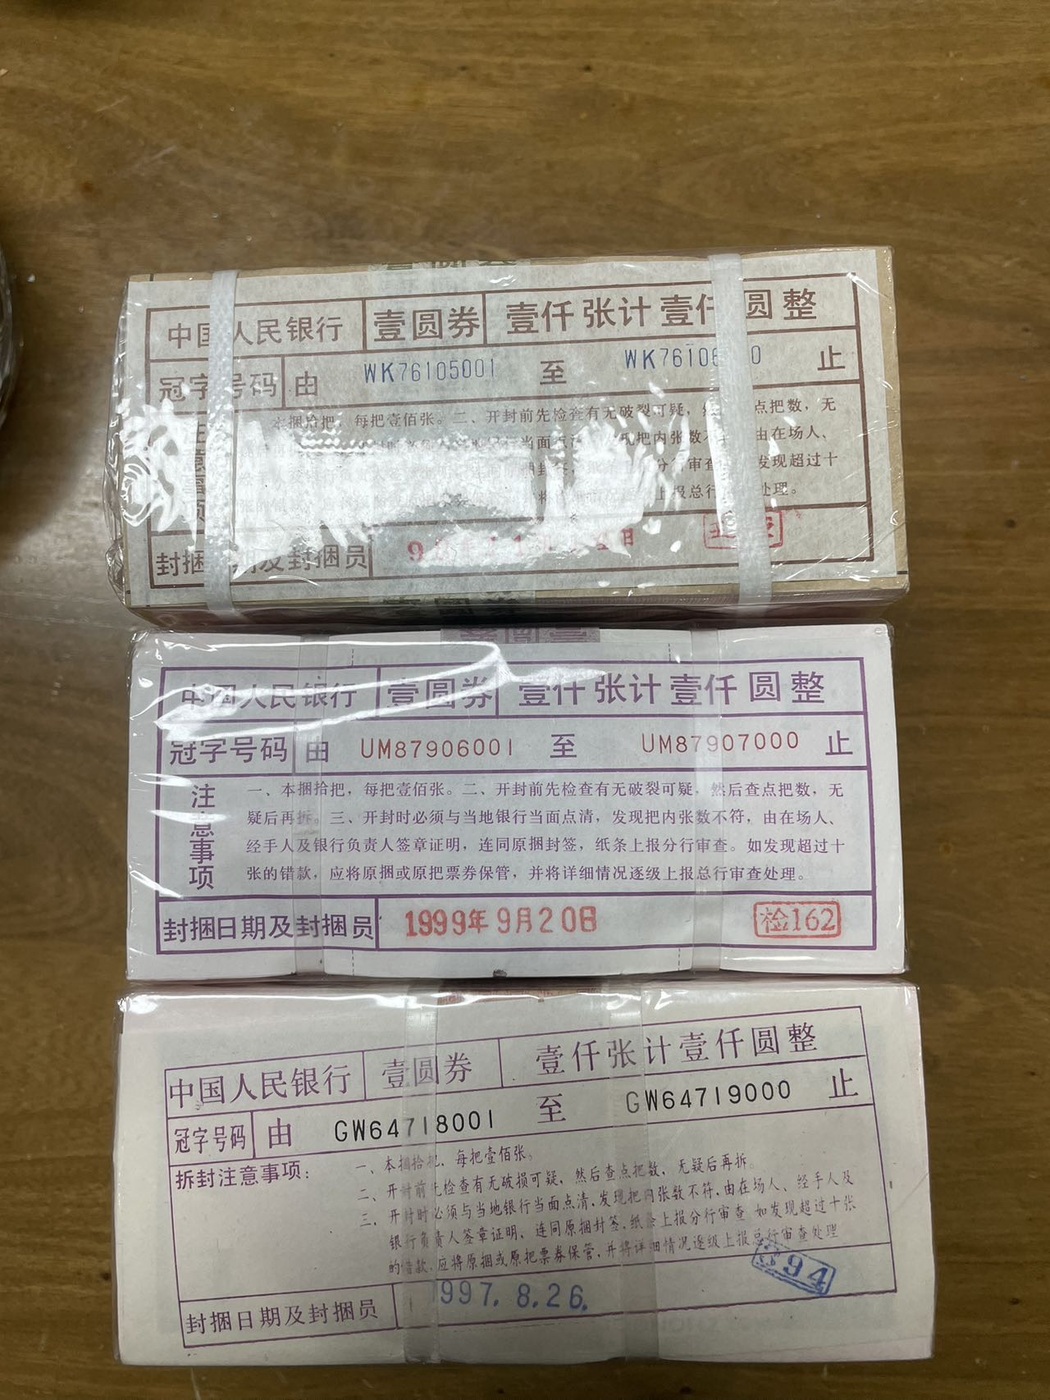 中国人民银行 壹圆券 壹仟张计壹仟圆整
冠字号码 由 WK76105001 至 WK7610 0 止
本捆拾把，每把壹佰张。二、开封前先检查有无破裂可疑，然 点把数，无
当面点 把内张数不 由在场人、
审查 发现超过十
上报总行 处理。
封捆 期及封捆员
中国人民银行 壹圆券 壹仟张计壹仟圆整
冠字号码 由 UM87906001 至 UM87907000 止
注意事项
一、本捆拾把，每把壹佰张。二、开封前先检查有无破裂可疑，然后查点把数，无
疑后再拆。三、开封时必须与当地银行当面点清，发现把内张数不符，由在场人、
经手人及银行负责人签章证明，连同原捆封签，纸条上报分行审查。如发现超过十
张的错款，应将原捆或原把票券保管，并将详细情况逐级上报总行审查处理。
封捆日期及封捆员 1999年9月20日 检162
中国人民银行 壹圆券 壹仟张计壹仟圆整
冠字号码 由 GW64718001 至 GW64719000 止
拆封注意事项：
一、本捆拾把，每把壹佰张。
二、开封前先检查有无破损可疑，然后查点把数，无疑后再拆。
三、开封时必须与当地银行当面点清，发现把内张数不符，由在场人、经手人及
银行负责人签章证明、连同原捆封签、纸条上报分行审查 如发现超过十张
的错款 应将原捆或原把票券保管，并将详细情况逐级上报总行审查处理
封捆日期及封捆员 1997.8.26. 394